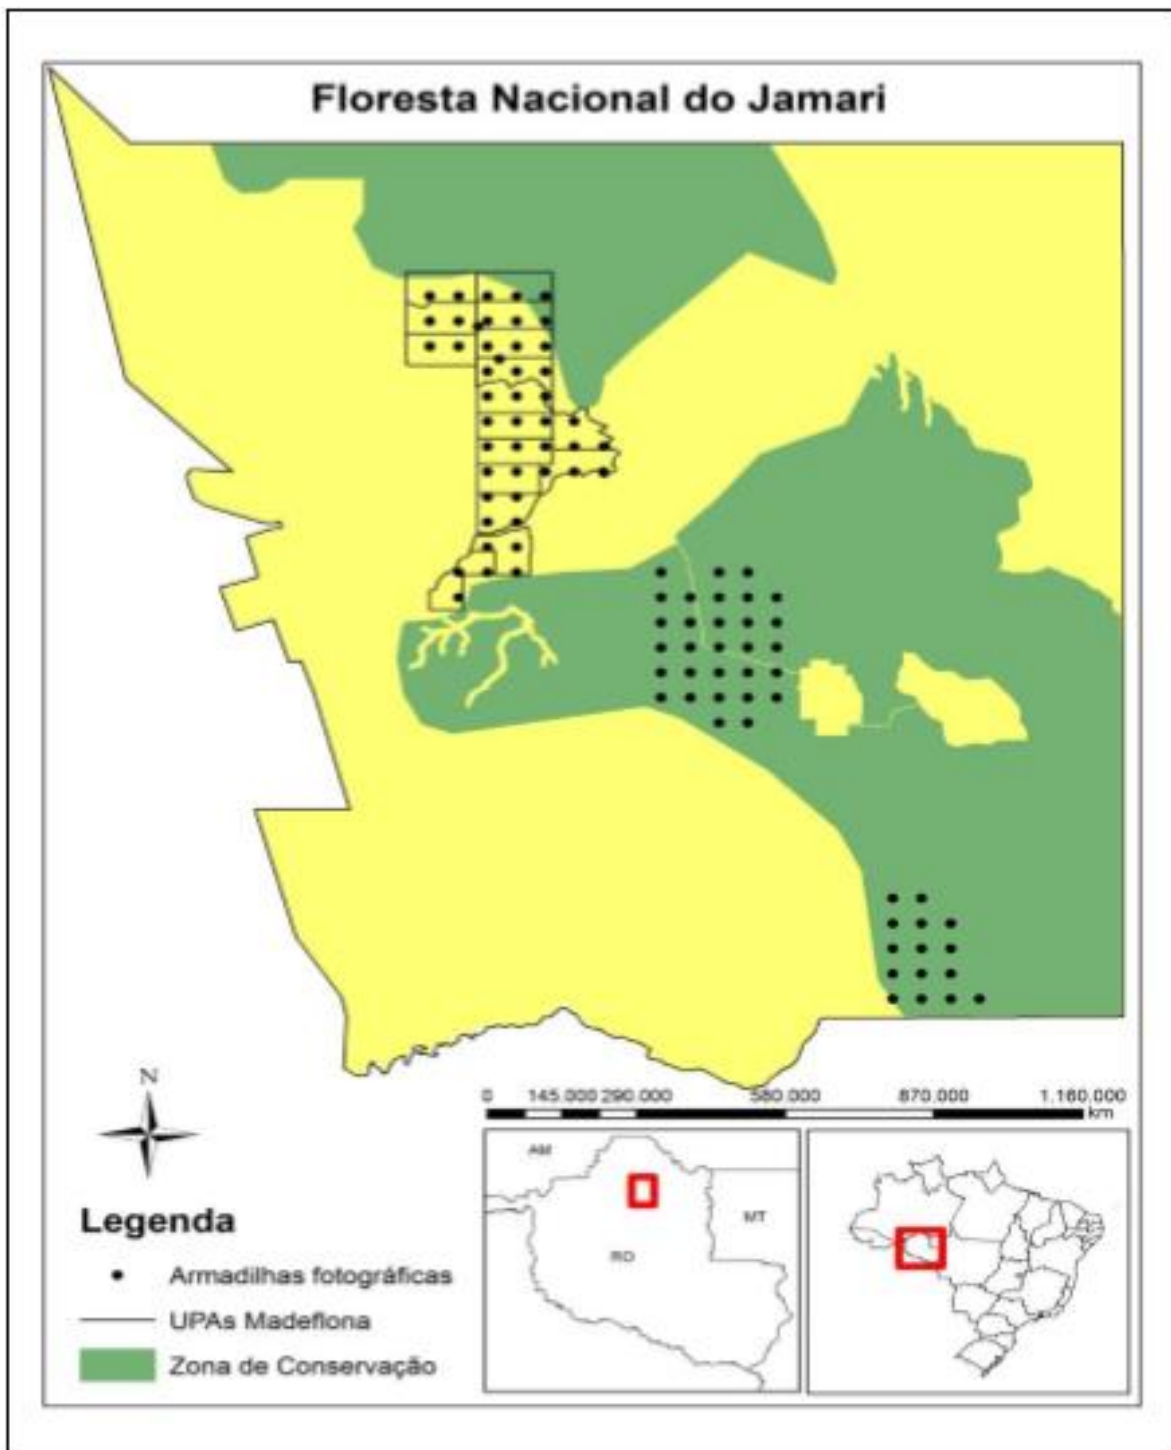 Floresta Nacional do Jamari
N
0 145.000 290.000 580.000 870.000 1.160.000
km
AM
MT
RO
Legenda
Armadilhas fotográficas
UPAs Madeflona
Zona de Conservação